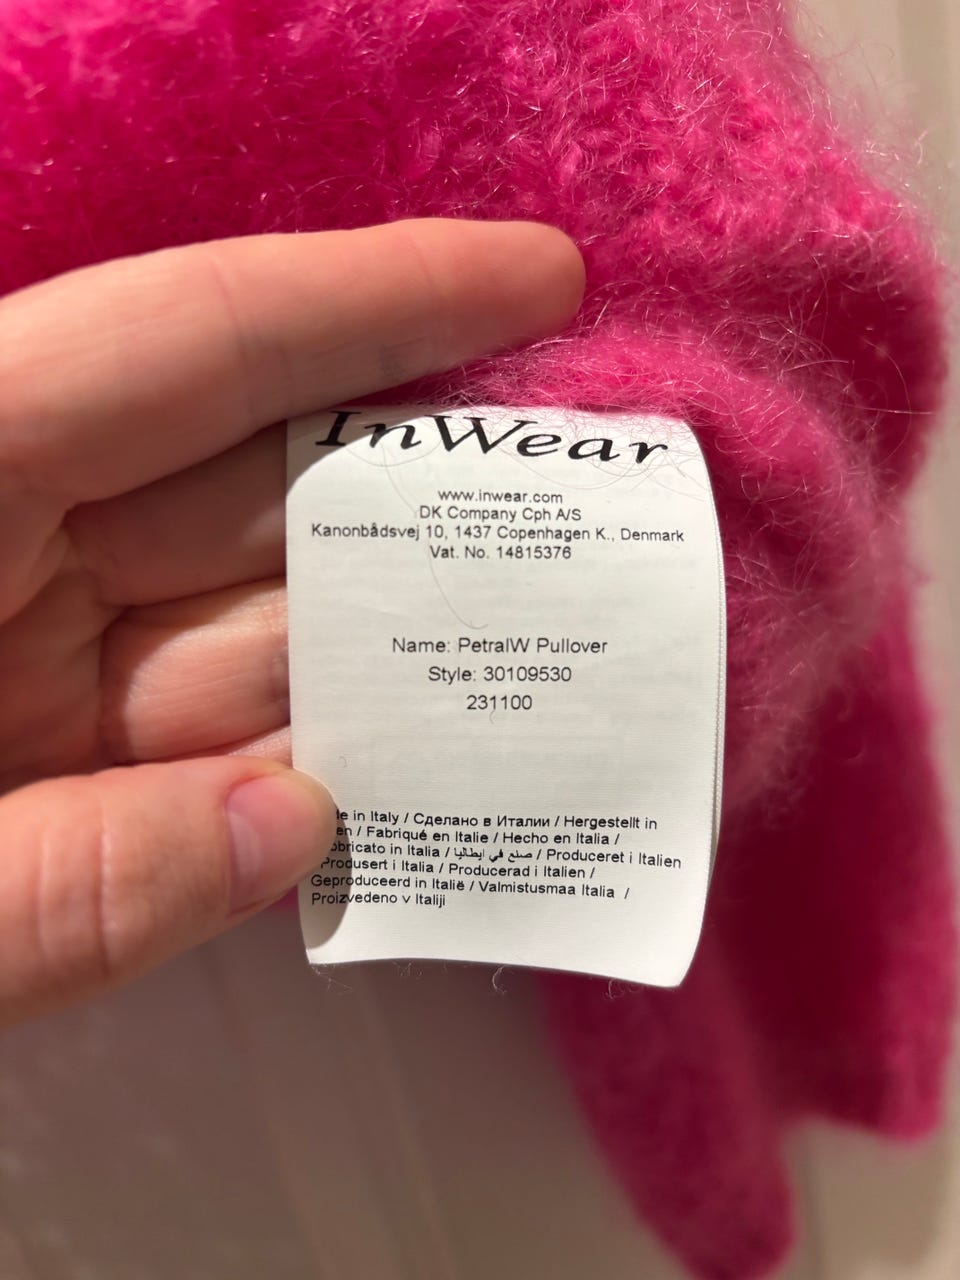 InWear
www.inwear.com
DK Company Cph A/S
Kanonbådsvej 10, 1437 Copenhagen K., Denmark
Vat. No. 14815376
Name: PetraIW Pullover
Style: 30109530
231100
in Italy / Сделано в Италии / Hergestellt in
/ Fabriqué en Italie / Hecho en Italia /
in Italia / صنع في ايطاليا / Produceret i Italien
Produsert i Italia / Producerad i Italien /
Geproduceerd in Italië / Valmistusmaa Italia /
Proizvedeno v Italiji